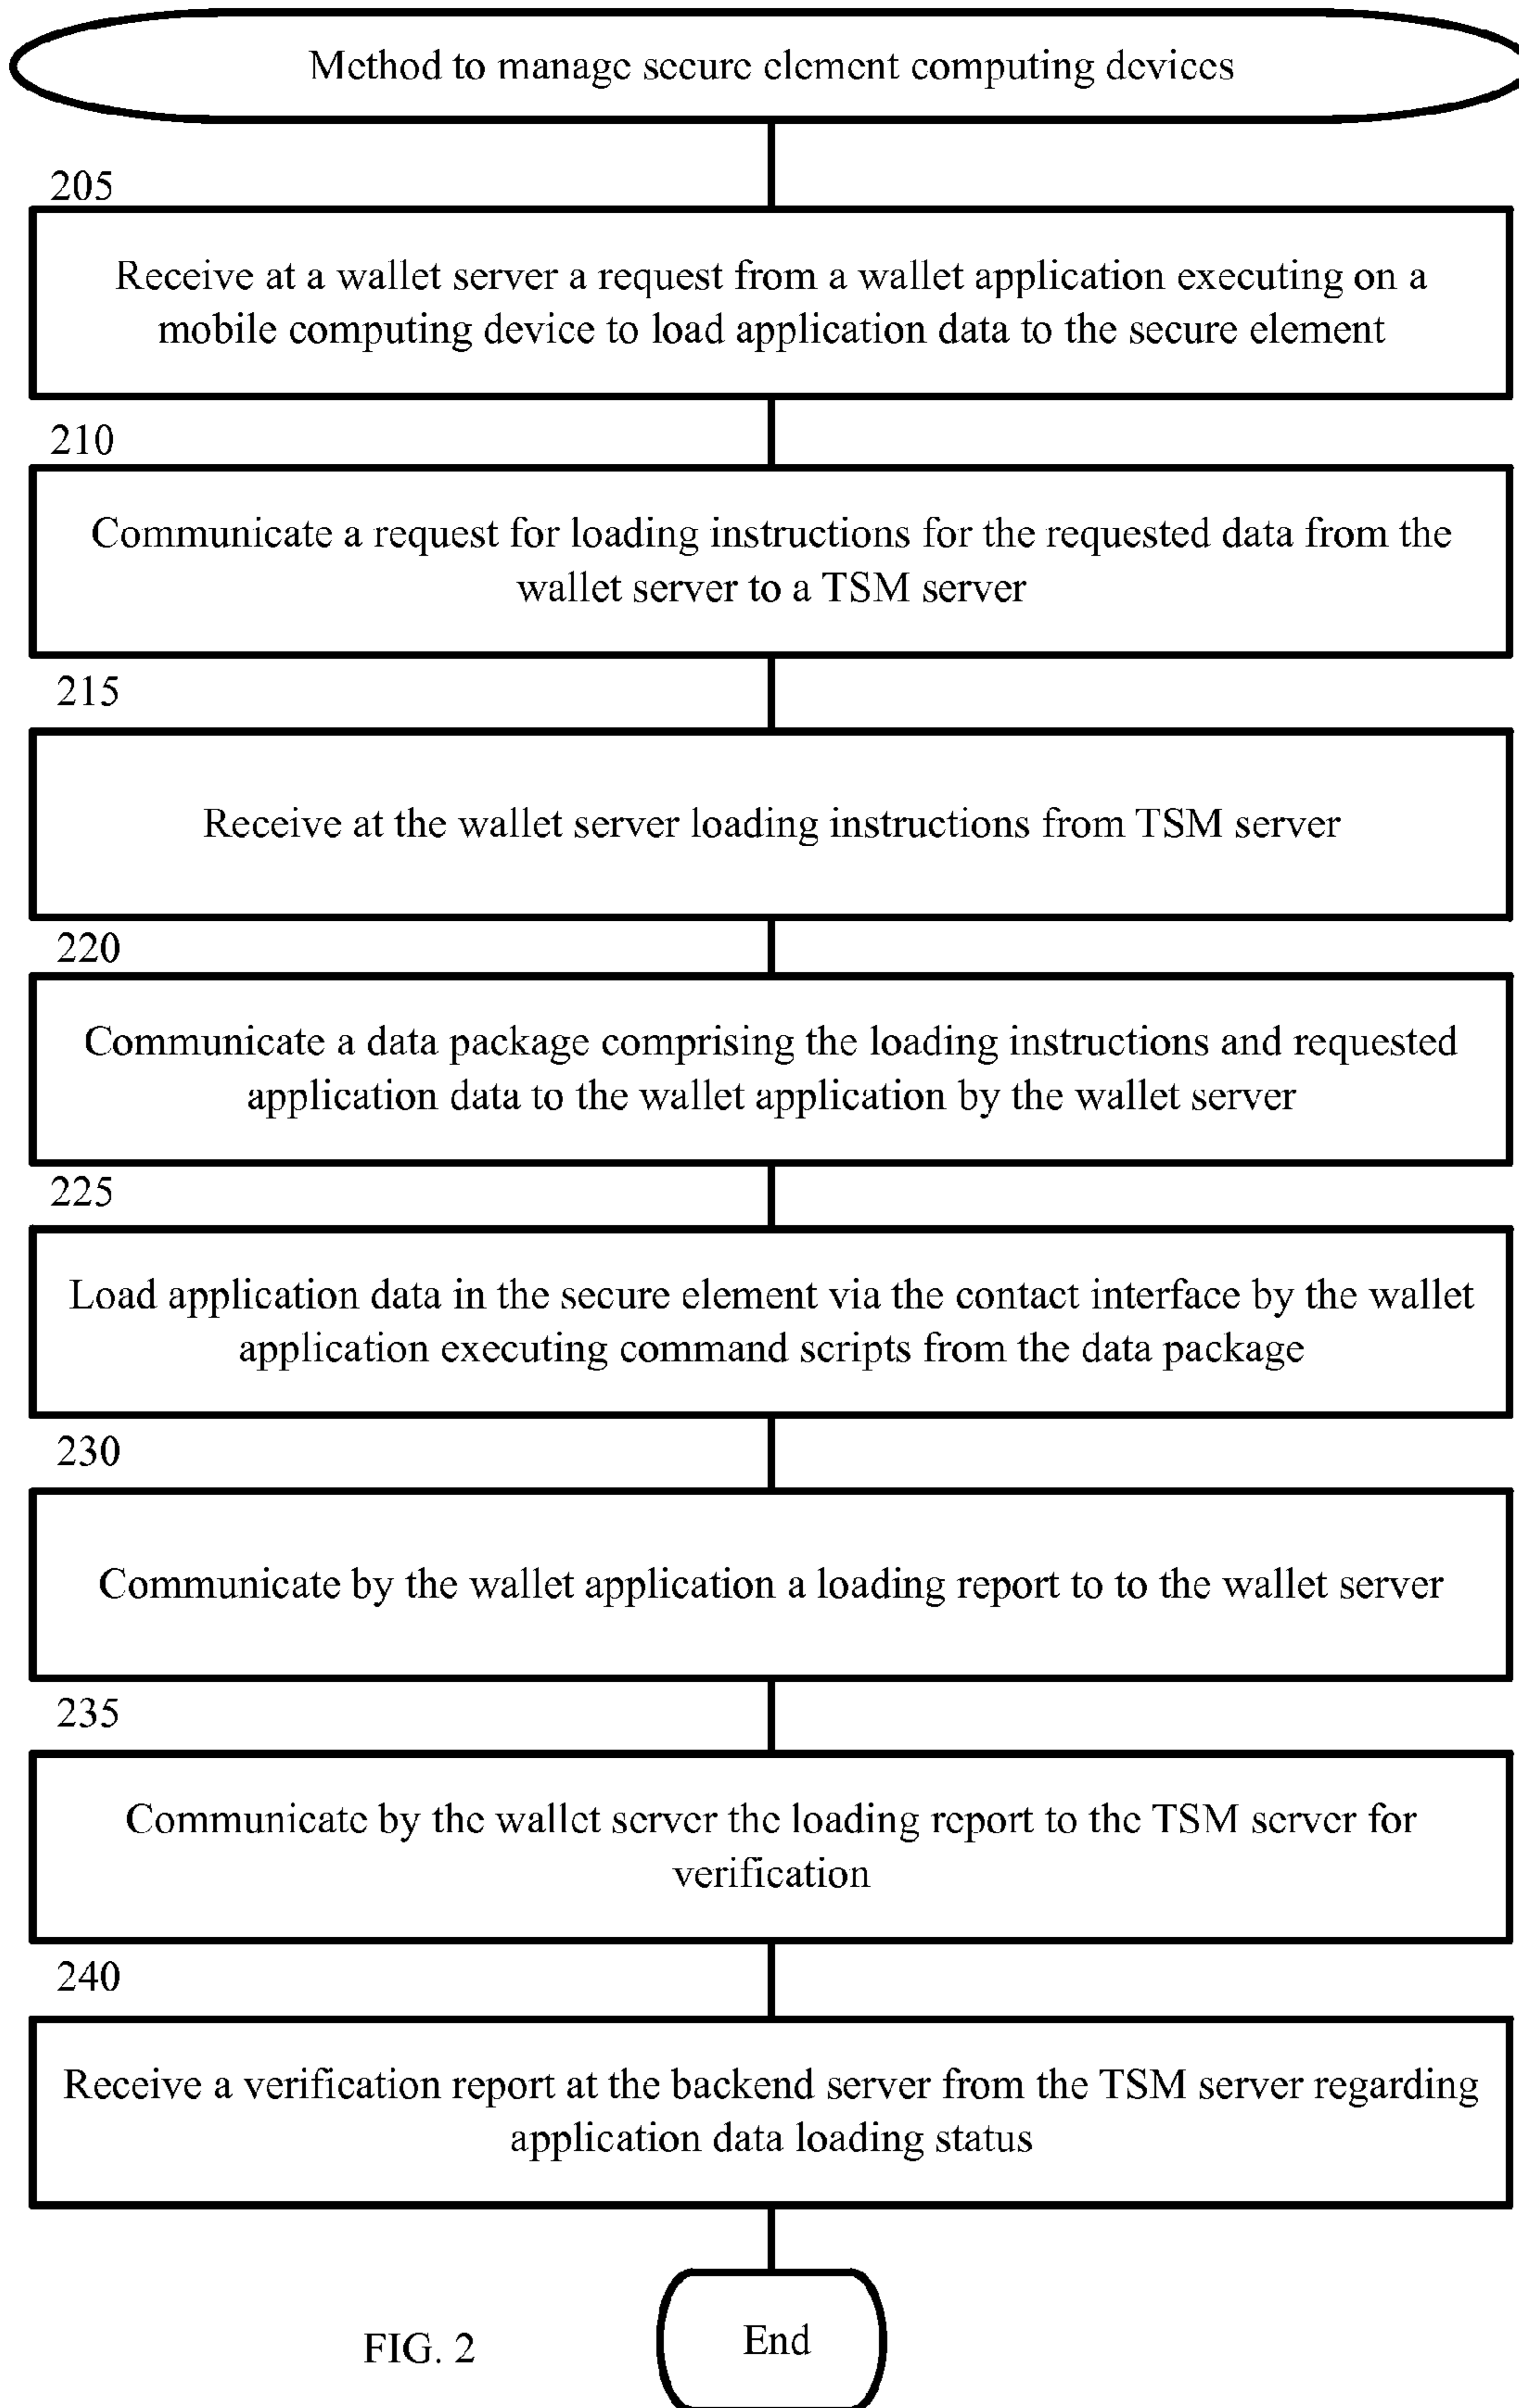 Method to manage secure element computing devices
205
Receive at a wallet server a request from a wallet application executing on a
mobile computing device to load application data to the secure element
210
Communicate a request for loading instructions for the requested data from the
wallet server to a TSM server
215
Receive at the wallet server loading instructions from TSM server
220
Communicate a data package comprising the loading instructions and requested
application data to the wallet application by the wallet server
225
Load application data in the secure element via the contact interface by the wallet
application executing command scripts from the data package
230
Communicate by the wallet application a loading report to to the wallet server
235
Communicate by the wallet server the loading report to the TSM server for
verification
240
Receive a verification report at the backend server from the TSM server regarding
application data loading status
End
FIG. 2